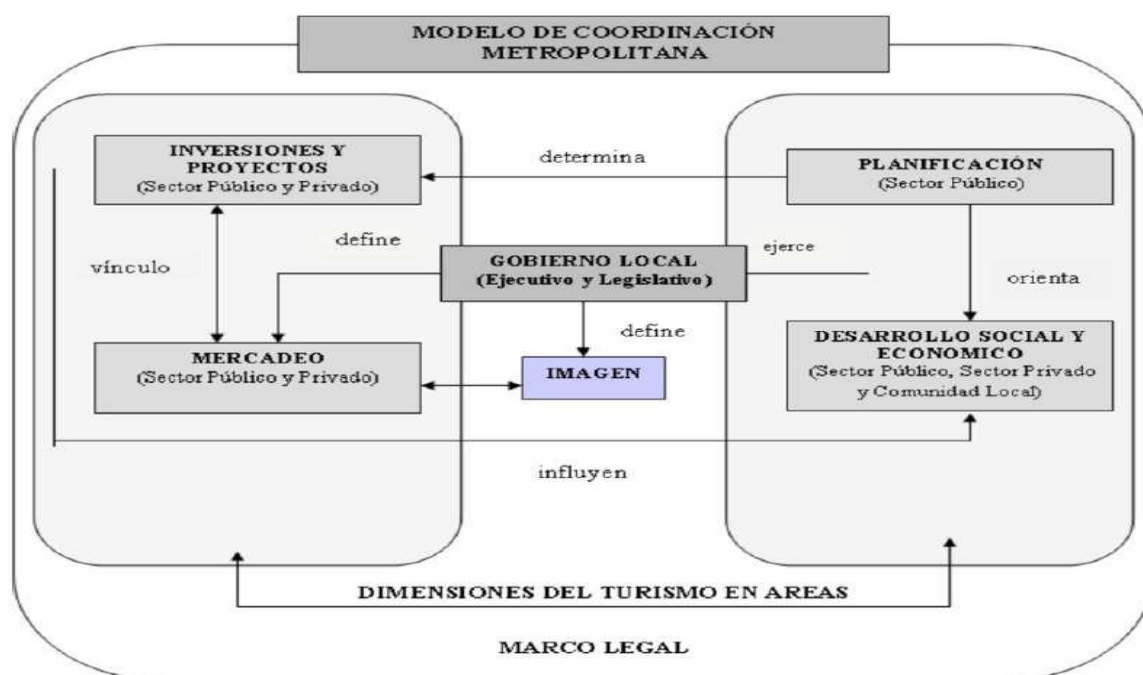 MODELO DE COORDINACIÓN
METROPOLITANA
INVERSIONES Y
PROYECTOS
(Sector Público y Privado)
determina
PLANIFICACIÓN
(Sector Público)
vínculo
define
GOBIERNO LOCAL
(Ejecutivo y Legislativo)
ejerce
orienta
define
MERCADEO
(Sector Público y Privado)
IMAGEN
DESARROLLO SOCIAL Y
ECONOMICO
(Sector Público, Sector Privado
y Comunidad Local)
influyen
DIMENSIONES DEL TURISMO EN AREAS
MARCO LEGAL